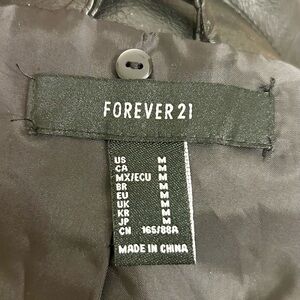 FOREVER 21
US M
CA M
MX/ECU M
BR M
EU M
UK M
KR M
JP M
CN 165/88A
MADE IN CHINA